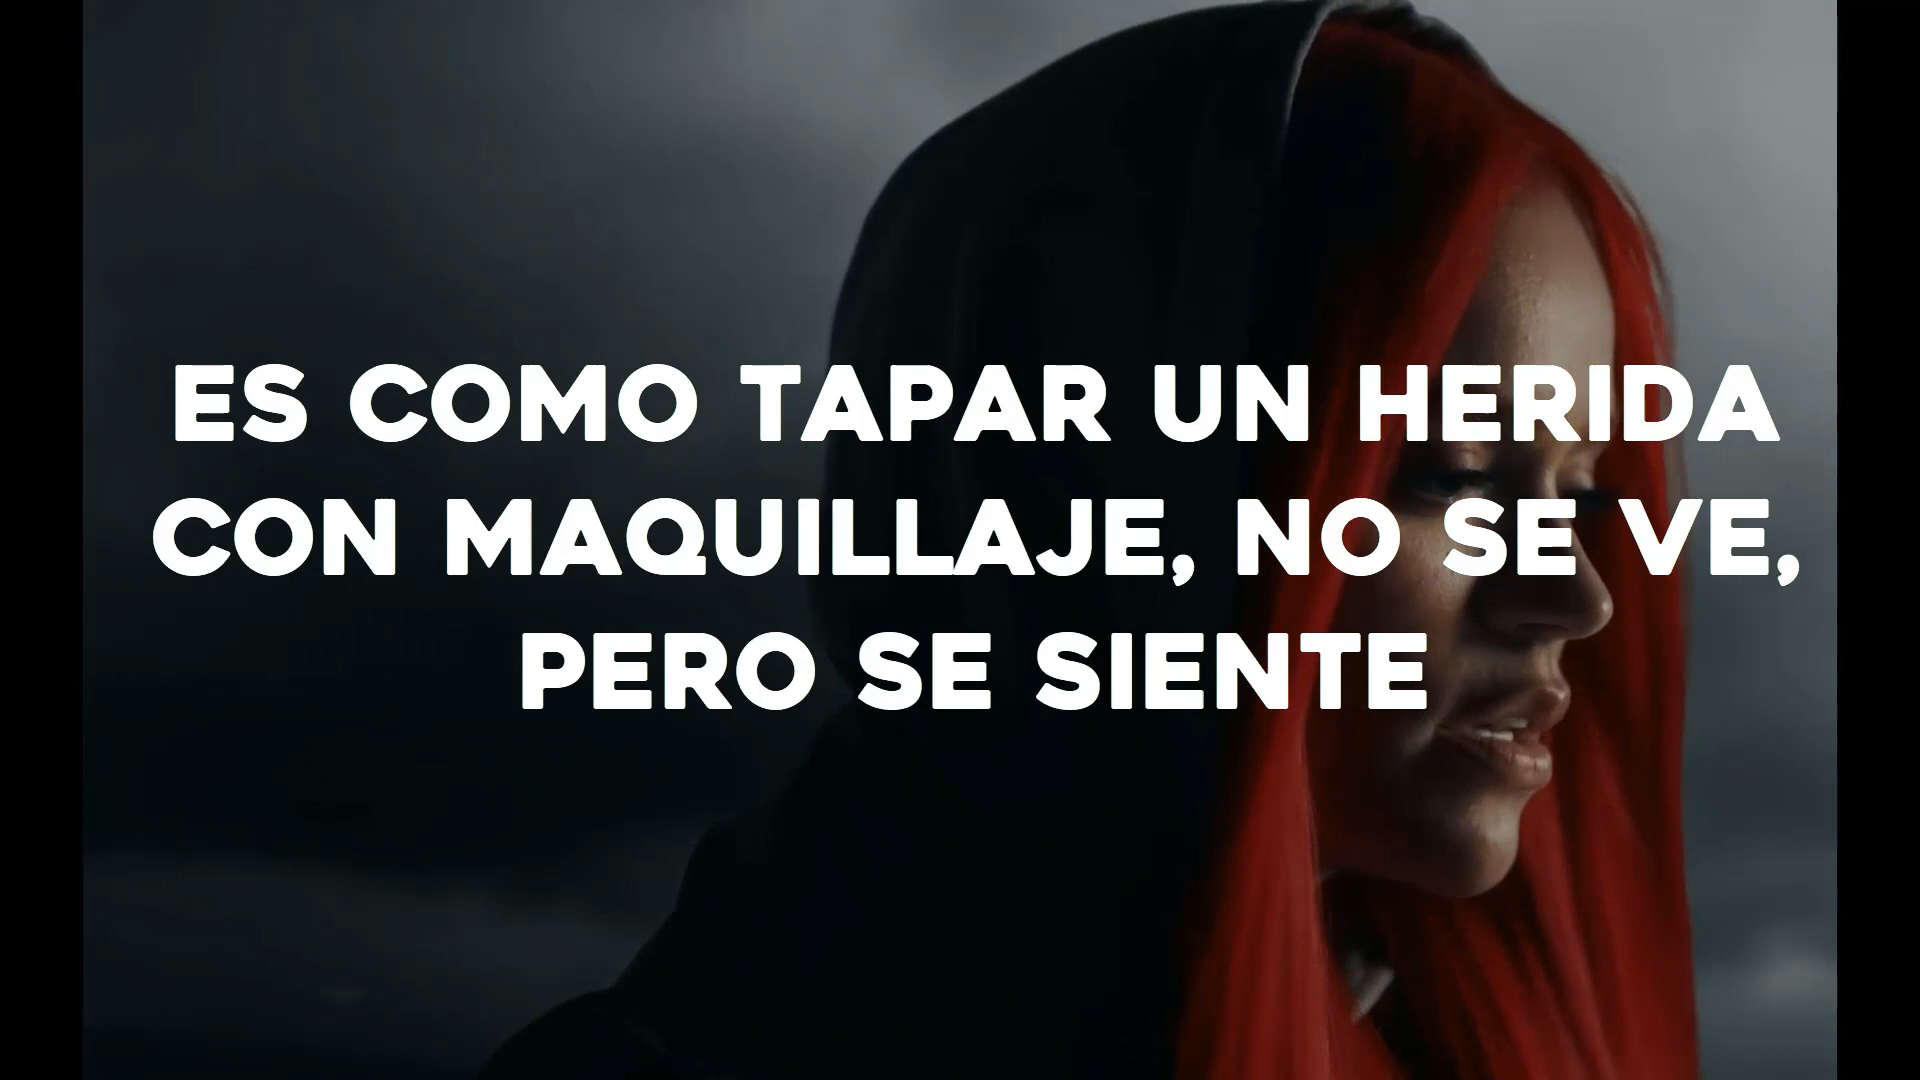 ES COMO TAPAR UN HERIDA
CON MAQUILLAJE, NO SE VE,
PERO SE SIENTE